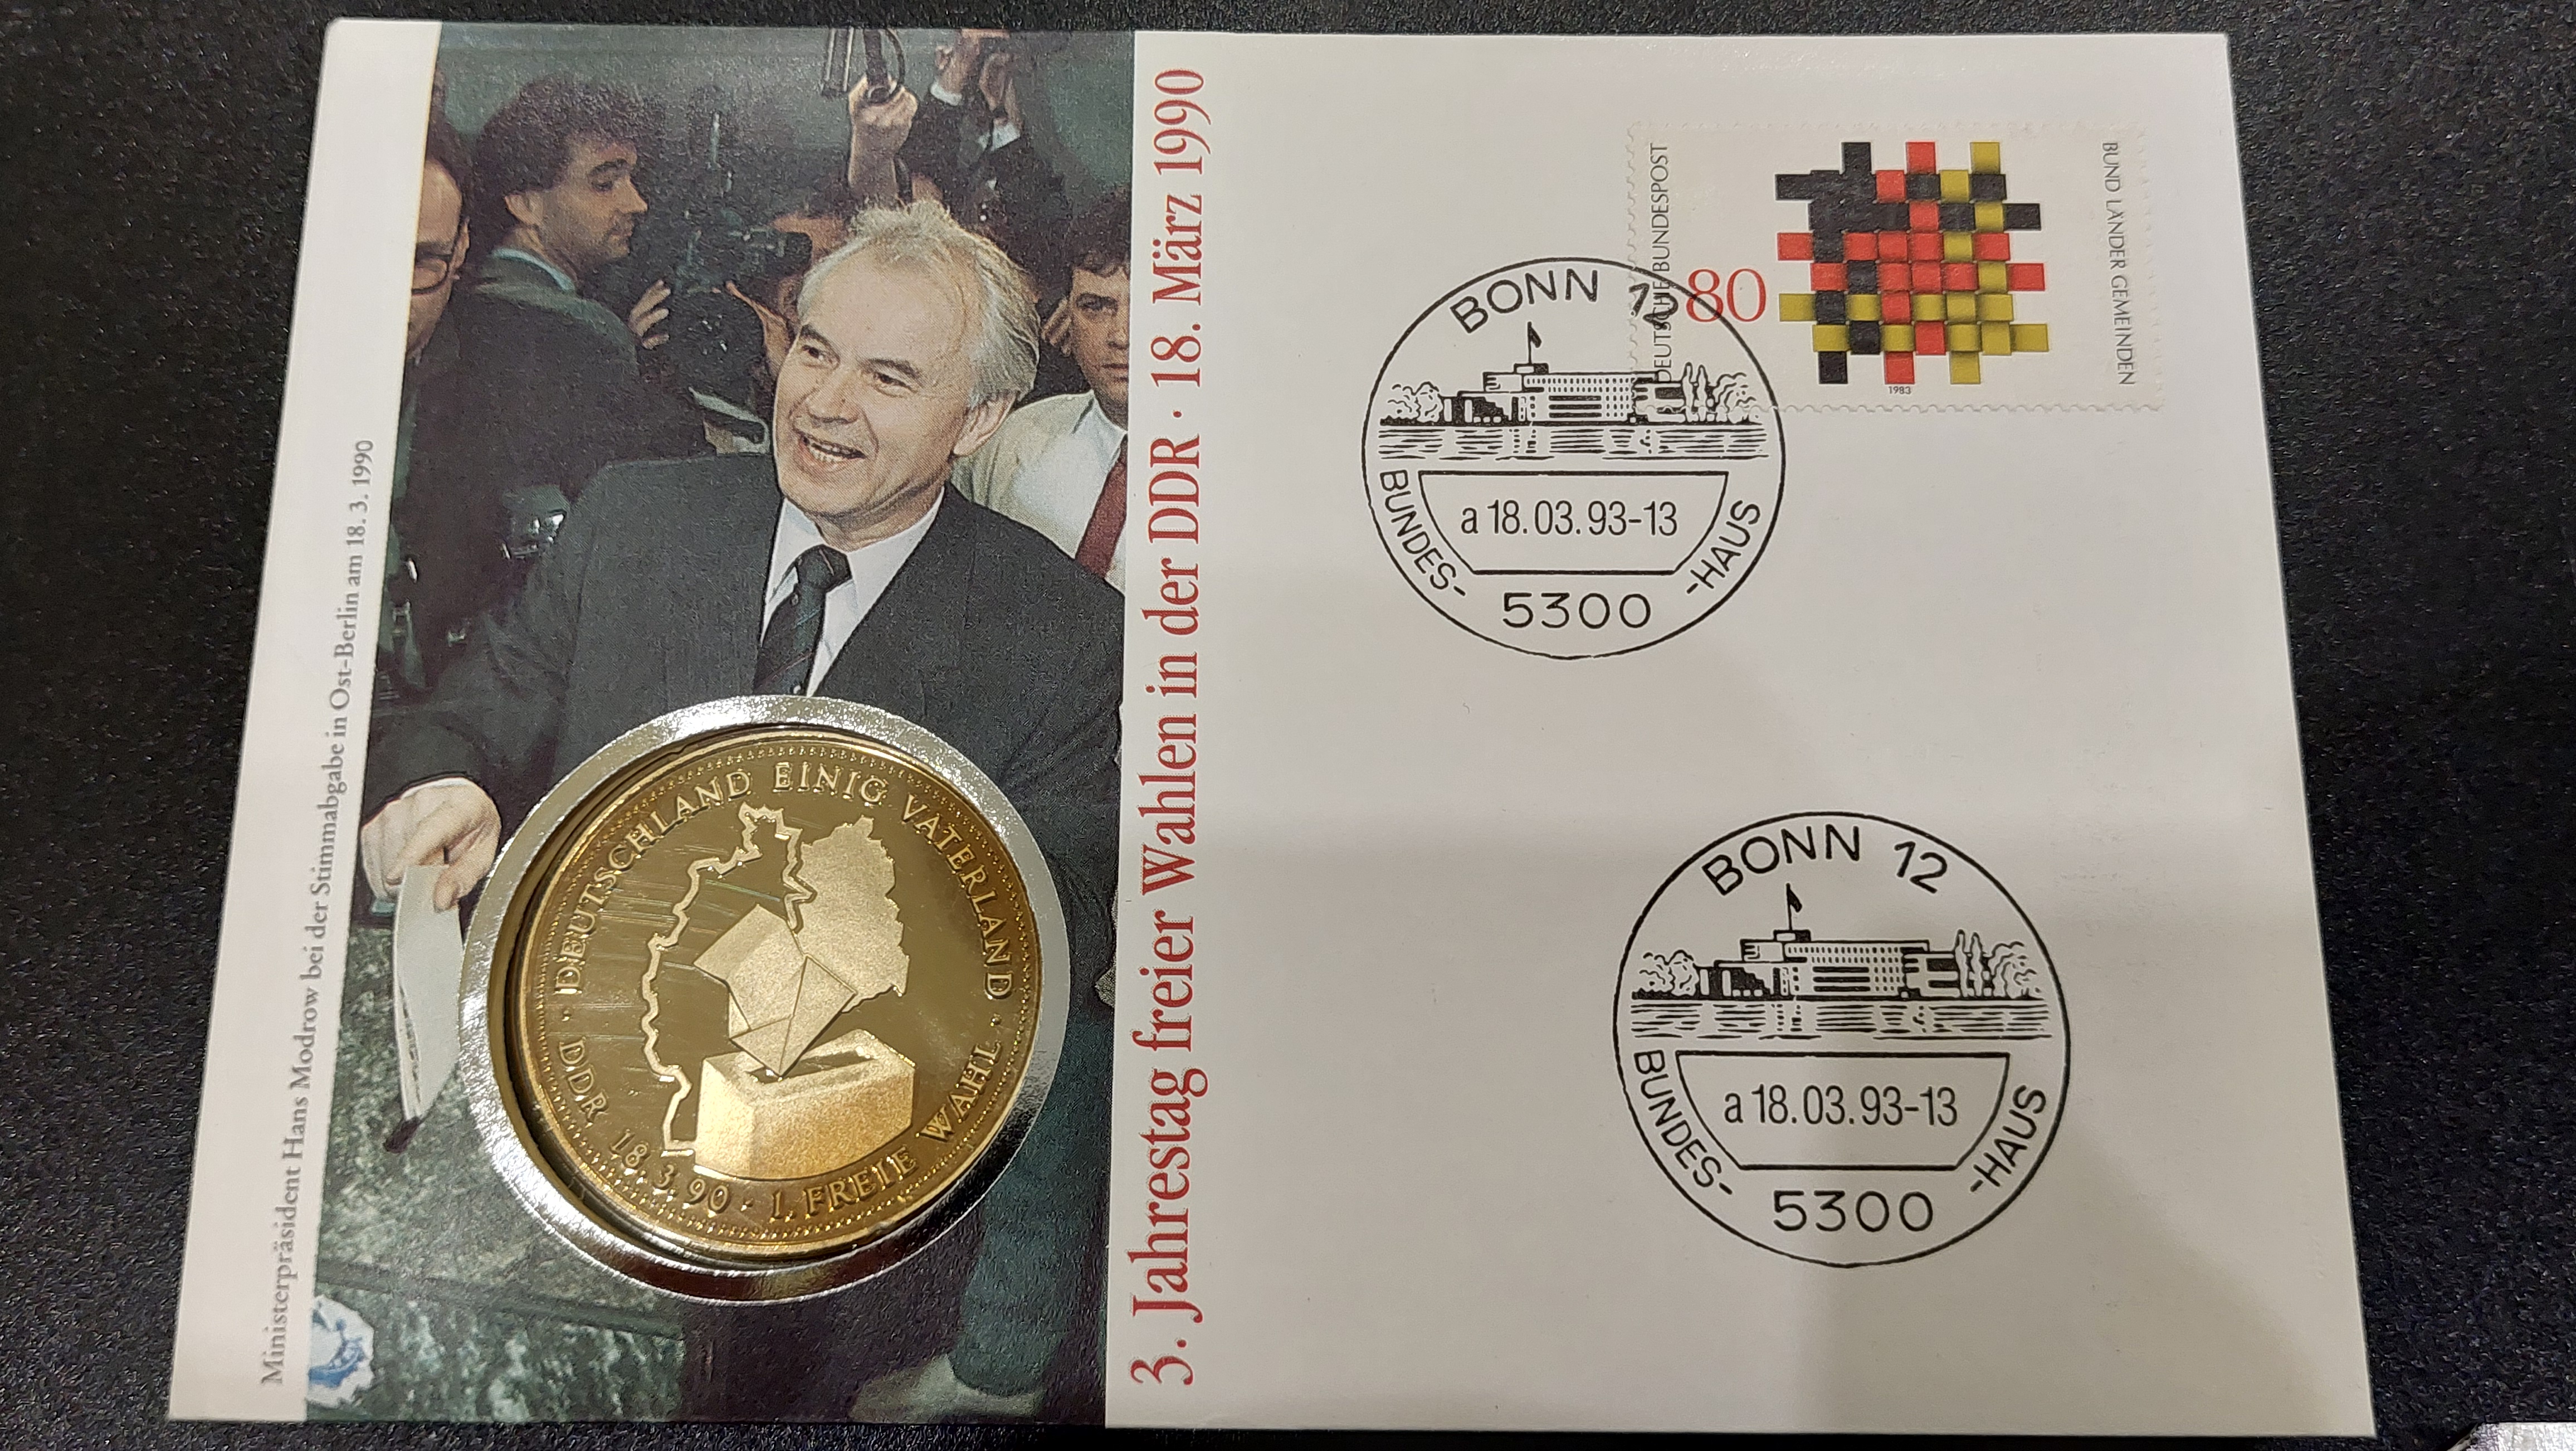 Ministerpräsident Hans Modrow bei der Stimmabgabe in Ost-Berlin am 18. 3. 1990
DEUTSCHLAND EINIG VATERLAND ·
DDR 18.3.90 · 1. FREIE WAHL ·
3. Jahrestag freier Wahlen in der DDR · 18. März 1990
DEUTSCHE BUNDESPOST
80
BUND LÄNDER GEMEINDEN
1983
BONN 12
a 18.03.93-13
BUNDES- -HAUS
5300
BONN 12
a 18.03.93-13
BUNDES- -HAUS
5300